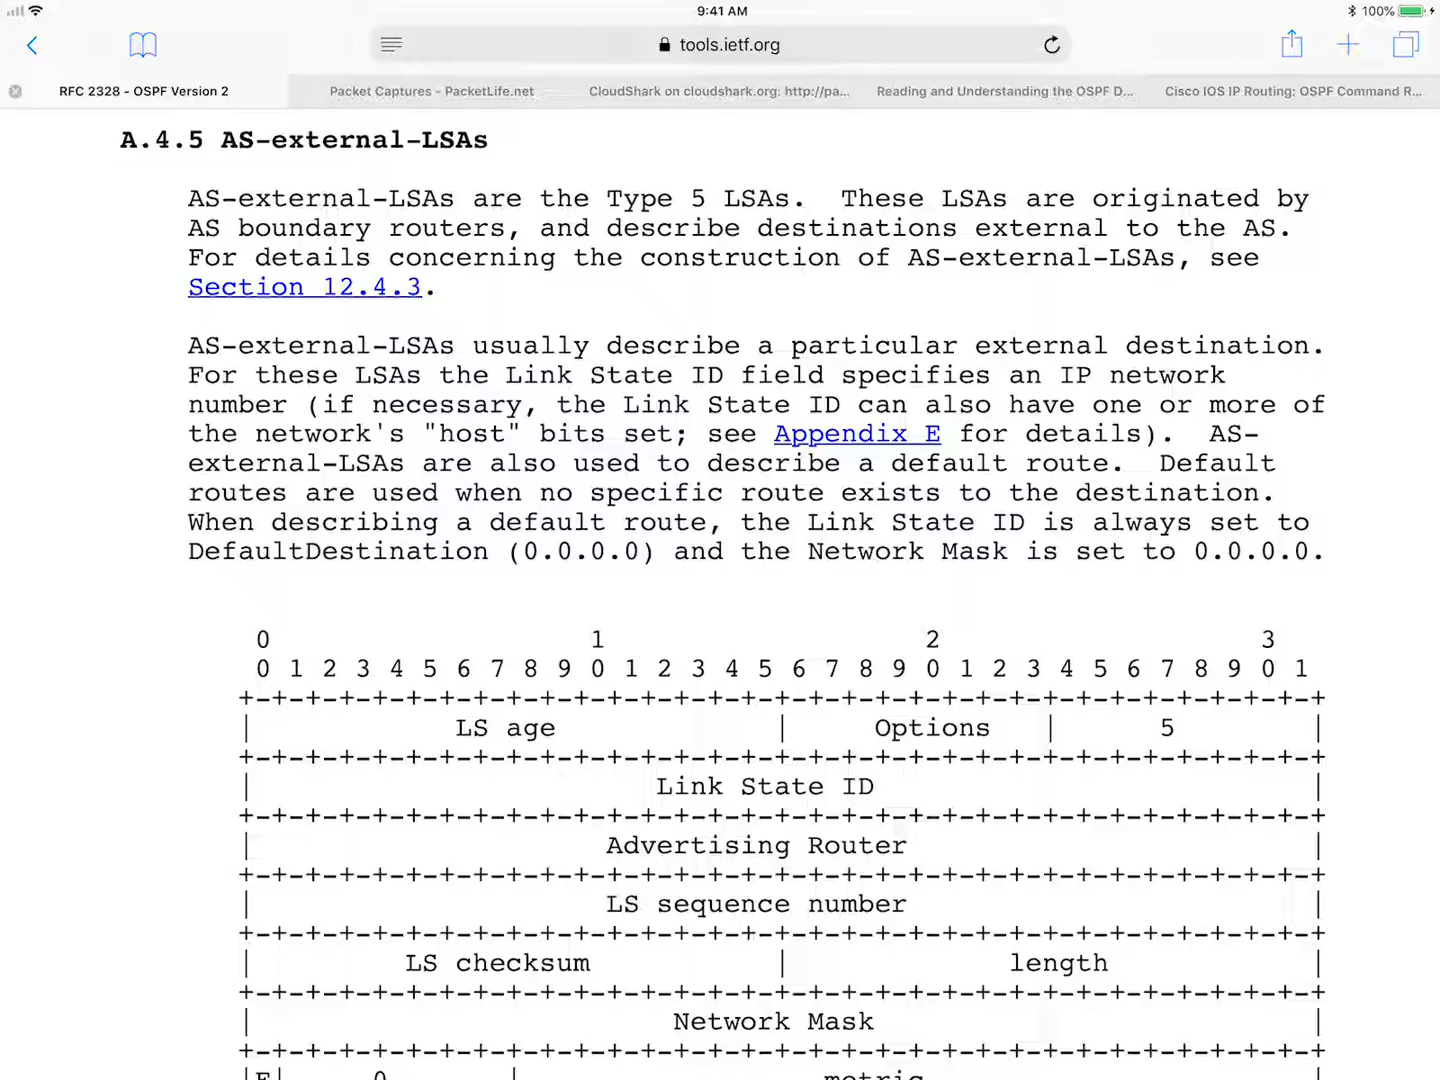 9:41 AM
100%
tools.ietf.org
RFC 2328 - OSPF Version 2
Packet Captures - PacketLife.net
CloudShark on cloudshark.org: http://pa...
Reading and Understanding the OSPF D...
Cisco IOS IP Routing: OSPF Command R...
A.4.5 AS-external-LSAs
AS-external-LSAs are the Type 5 LSAs.  These LSAs are originated by
AS boundary routers, and describe destinations external to the AS.
For details concerning the construction of AS-external-LSAs, see
Section 12.4.3.
AS-external-LSAs usually describe a particular external destination.
For these LSAs the Link State ID field specifies an IP network
number (if necessary, the Link State ID can also have one or more of
the network's "host" bits set; see Appendix E for details).  AS-
external-LSAs are also used to describe a default route.  Default
routes are used when no specific route exists to the destination.
When describing a default route, the Link State ID is always set to
DefaultDestination (0.0.0.0) and the Network Mask is set to 0.0.0.0.
0 1 2 3
0 1 2 3 4 5 6 7 8 9 0 1 2 3 4 5 6 7 8 9 0 1 2 3 4 5 6 7 8 9 0 1
+-+-+-+-+-+-+-+-+-+-+-+-+-+-+-+-+-+-+-+-+-+-+-+-+-+-+-+-+-+-+-+-+
| LS age | Options | 5 |
+-+-+-+-+-+-+-+-+-+-+-+-+-+-+-+-+-+-+-+-+-+-+-+-+-+-+-+-+-+-+-+-+
| Link State ID |
+-+-+-+-+-+-+-+-+-+-+-+-+-+-+-+-+-+-+-+-+-+-+-+-+-+-+-+-+-+-+-+-+
| Advertising Router |
+-+-+-+-+-+-+-+-+-+-+-+-+-+-+-+-+-+-+-+-+-+-+-+-+-+-+-+-+-+-+-+-+
| LS sequence number |
+-+-+-+-+-+-+-+-+-+-+-+-+-+-+-+-+-+-+-+-+-+-+-+-+-+-+-+-+-+-+-+-+
| LS checksum | length |
+-+-+-+-+-+-+-+-+-+-+-+-+-+-+-+-+-+-+-+-+-+-+-+-+-+-+-+-+-+-+-+-+
| Network Mask |
+-+-+-+-+-+-+-+-+-+-+-+-+-+-+-+-+-+-+-+-+-+-+-+-+-+-+-+-+-+-+-+-+
|E| 0 | metric |